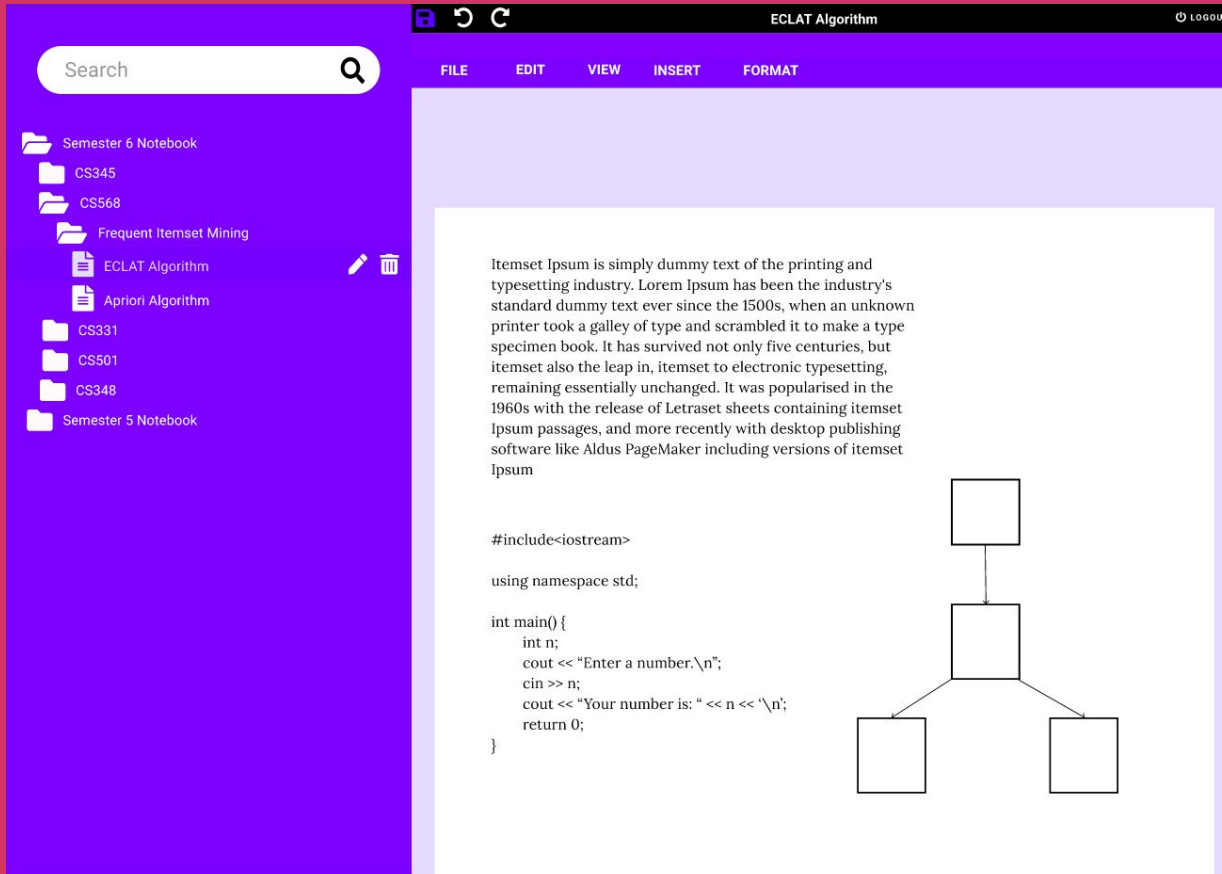 ECLAT Algorithm
LOGOU
Search
FILE EDIT VIEW INSERT FORMAT
Semester 6 Notebook
CS345
CS568
Frequent Itemset Mining
ECLAT Algorithm
Apriori Algorithm
CS331
CS501
CS348
Semester 5 Notebook
Itemset Ipsum is simply dummy text of the printing and
typesetting industry. Lorem Ipsum has been the industry's
standard dummy text ever since the 1500s, when an unknown
printer took a galley of type and scrambled it to make a type
specimen book. It has survived not only five centuries, but
itemset also the leap in, itemset to electronic typesetting,
remaining essentially unchanged. It was popularised in the
1960s with the release of Letraset sheets containing itemset
Ipsum passages, and more recently with desktop publishing
software like Aldus PageMaker including versions of itemset
Ipsum
#include<iostream>
using namespace std;
int main() {
int n;
cout << “Enter a number.\n”;
cin >> n;
cout << “Your number is: “ << n << ‘\n’;
return 0;
}